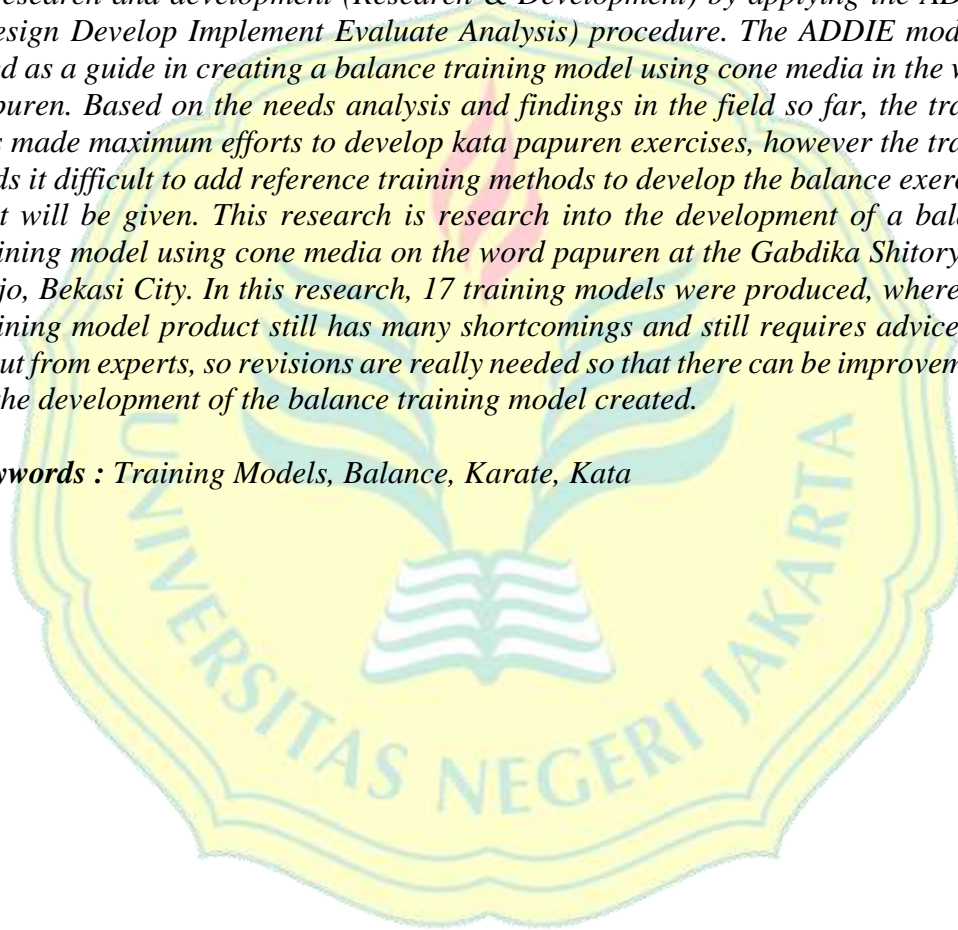 research and development (Research & Development) by applying the AD
esign Develop Implement Evaluate Analysis) procedure. The ADDIE mod
ed as a guide in creating a balance training model using cone media in the w
puren. Based on the needs analysis and findings in the field so far, the tra
s made maximum efforts to develop kata papuren exercises, however the tra
ds it difficult to add reference training methods to develop the balance exer
t will be given. This research is research into the development of a bal
ining model using cone media on the word papuren at the Gabdika Shitory
jo, Bekasi City. In this research, 17 training models were produced, where
ining model product still has many shortcomings and still requires advice
ut from experts, so revisions are really needed so that there can be improvem
the development of the balance training model created.
ywords : Training Models, Balance, Karate, Kata
UNIVERSITAS NEGERI JAKARTA